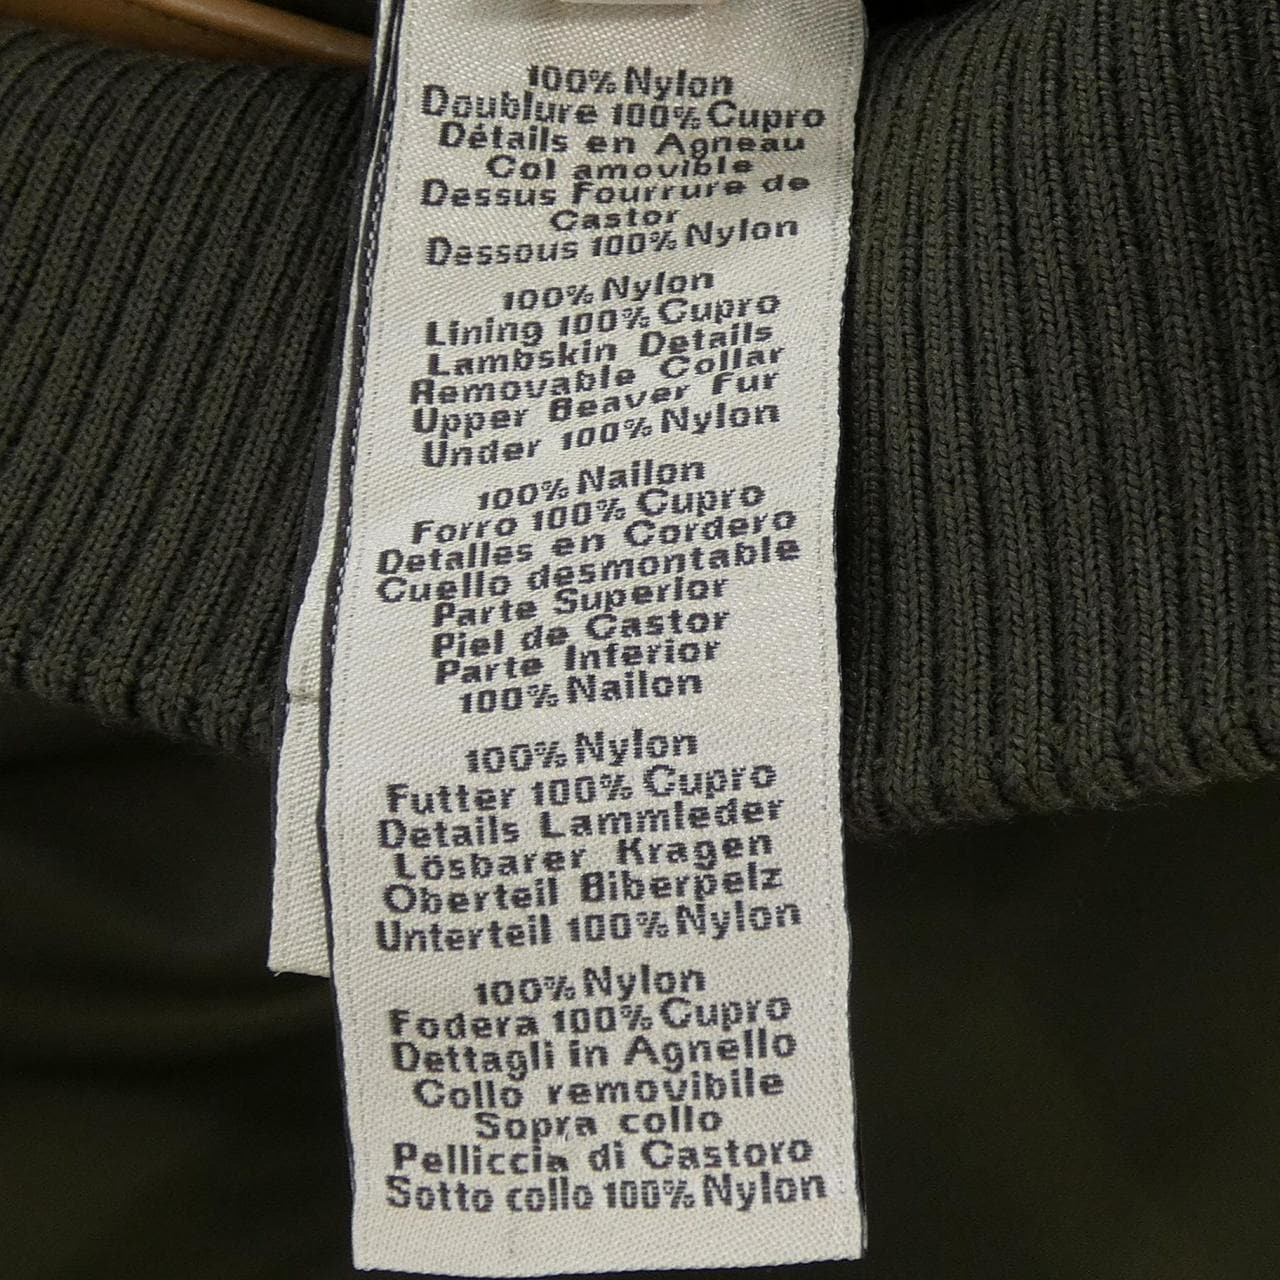 100% Nylon
Doublure 100% Cupro
Détails en Agneau
Col amovible
Dessus Fourrure de
Castor
Dessous 100% Nylon
100% Nylon
Lining 100% Cupro
Lambskin Details
Removable Collar
Upper Beaver Fur
Under 100% Nylon
100% Nailon
Forro 100% Cupro
Detalles en Cordero
Cuello desmontable
Parte Superior
Piel de Castor
Parte Inferior
100% Nailon
100% Nylon
Futter 100% Cupro
Details Lammleder
Lösbarer Kragen
Oberteil Biberpelz
Unterteil 100% Nylon
100% Nylon
Fodera 100% Cupro
Dettagli in Agnello
Collo removibile
Sopra collo
Pelliccia di Castoro
Sotto collo 100% Nylon